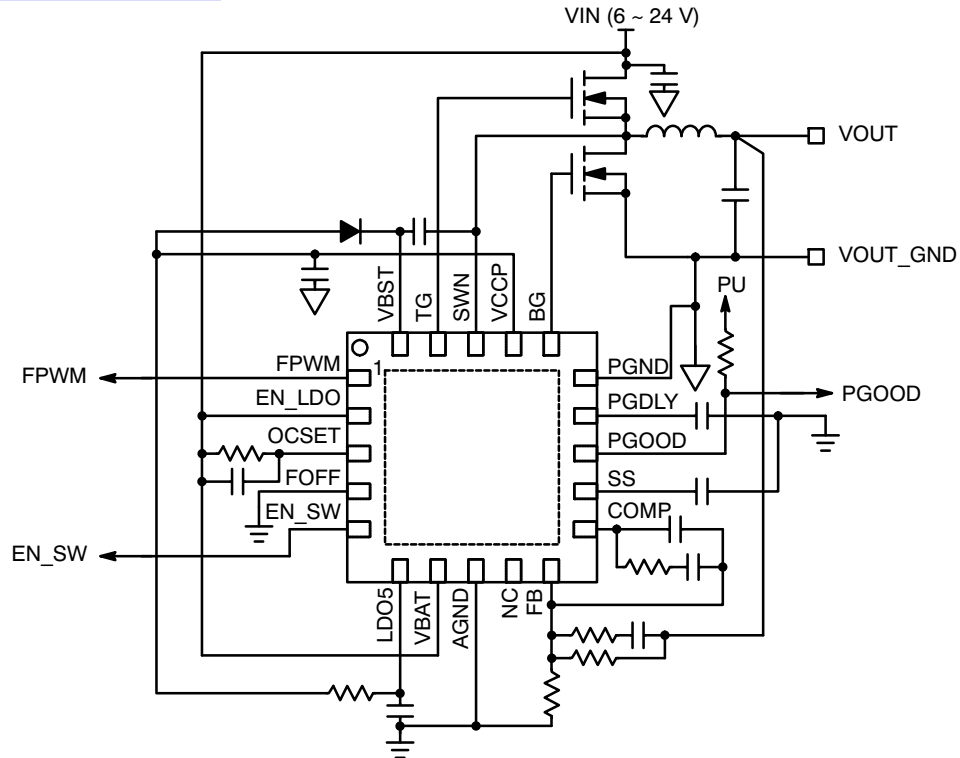 VIN (6 ~ 24 V)
VOUT
VOUT_GND
PU
VBST
TG
SWN
VCCP
BG
FPWM
FPWM
1
PGND
PGOOD
EN_LDO
PGDLY
OCSET
PGOOD
FOFF
SS
EN_SW
COMP
EN_SW
LDO5
VBAT
AGND
NC
FB